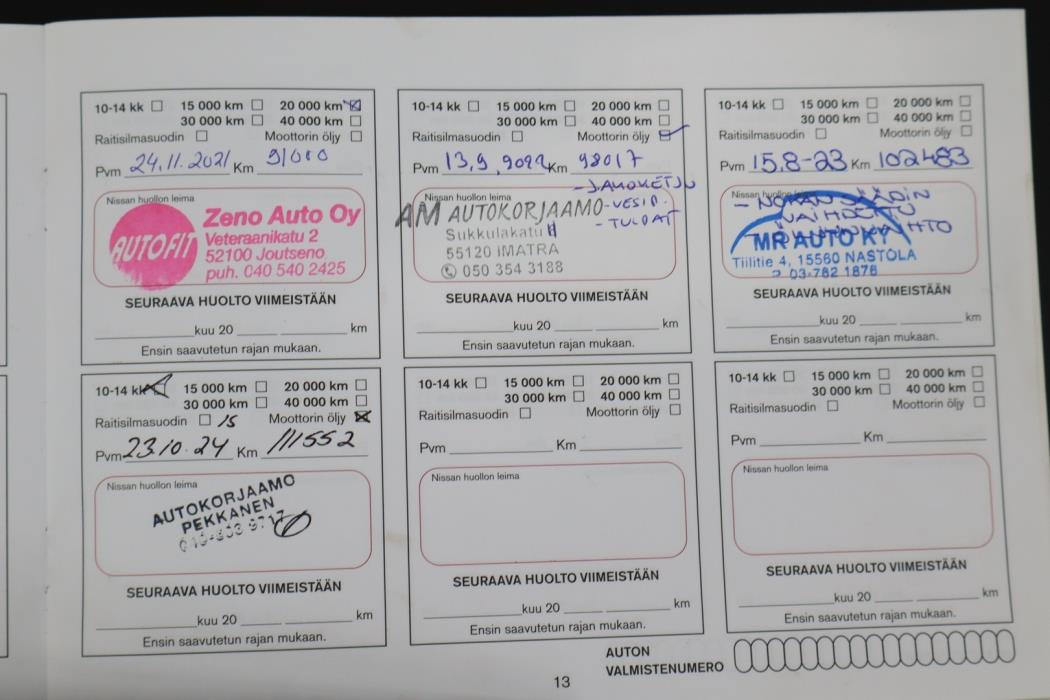 10-14 kk 15 000 km 20 000 km
30 000 km 40 000 km
Raitisilmasuodin Moottorin öljy
Pvm 24.11.2021 Km 91000
Nissan huollon leima
AUTOFIT
Zeno Auto Oy
Veteraanikatu 2
52100 Joutseno
puh. 040 540 2425
SEURAAVA HUOLTO VIIMEISTÄÄN
kuu 20 km
Ensin saavutetun rajan mukaan.
10-14 kk 15 000 km 20 000 km
30 000 km 40 000 km
Raitisilmasuodin Moottorin öljy
Pvm 13,9,2022 Km 98017
- JAKOKETJU
Nissan huollon leima
AM AUTOKORJAAMO
- VESIP.
Sukkulakatu
- TULPAT
55120 IMATRA
050 354 3188
SEURAAVA HUOLTO VIIMEISTÄÄN
kuu 20 km
Ensin saavutetun rajan mukaan.
10-14 kk 15 000 km 20 000 km
30 000 km 40 000 km
Raitisilmasuodin Moottorin öljy
Pvm 15.8-23 Km 102483
Nissan huollon leima
VAIHDETTU
MR AUTO KY
Tiilitie 4, 15560 NASTOLA
03-762 1876
SEURAAVA HUOLTO VIIMEISTÄÄN
kuu 20 km
Ensin saavutetun rajan mukaan.
10-14 kk 15 000 km 20 000 km
30 000 km 40 000 km
Raitisilmasuodin 15 Moottorin öljy
Pvm 23.10.24 Km 111552
Nissan huollon leima
AUTOKORJAAMO
PEKKANEN
SEURAAVA HUOLTO VIIMEISTÄÄN
kuu 20 km
Ensin saavutetun rajan mukaan.
10-14 kk 15 000 km 20 000 km
30 000 km 40 000 km
Raitisilmasuodin Moottorin öljy
Pvm Km
Nissan huollon leima
SEURAAVA HUOLTO VIIMEISTÄÄN
kuu 20 km
Ensin saavutetun rajan mukaan.
10-14 kk 15 000 km 20 000 km
30 000 km 40 000 km
Raitisilmasuodin Moottorin öljy
Pvm Km
Nissan huollon leima
SEURAAVA HUOLTO VIIMEISTÄÄN
kuu 20 km
Ensin saavutetun rajan mukaan.
AUTON
VALMISTENUMERO
13